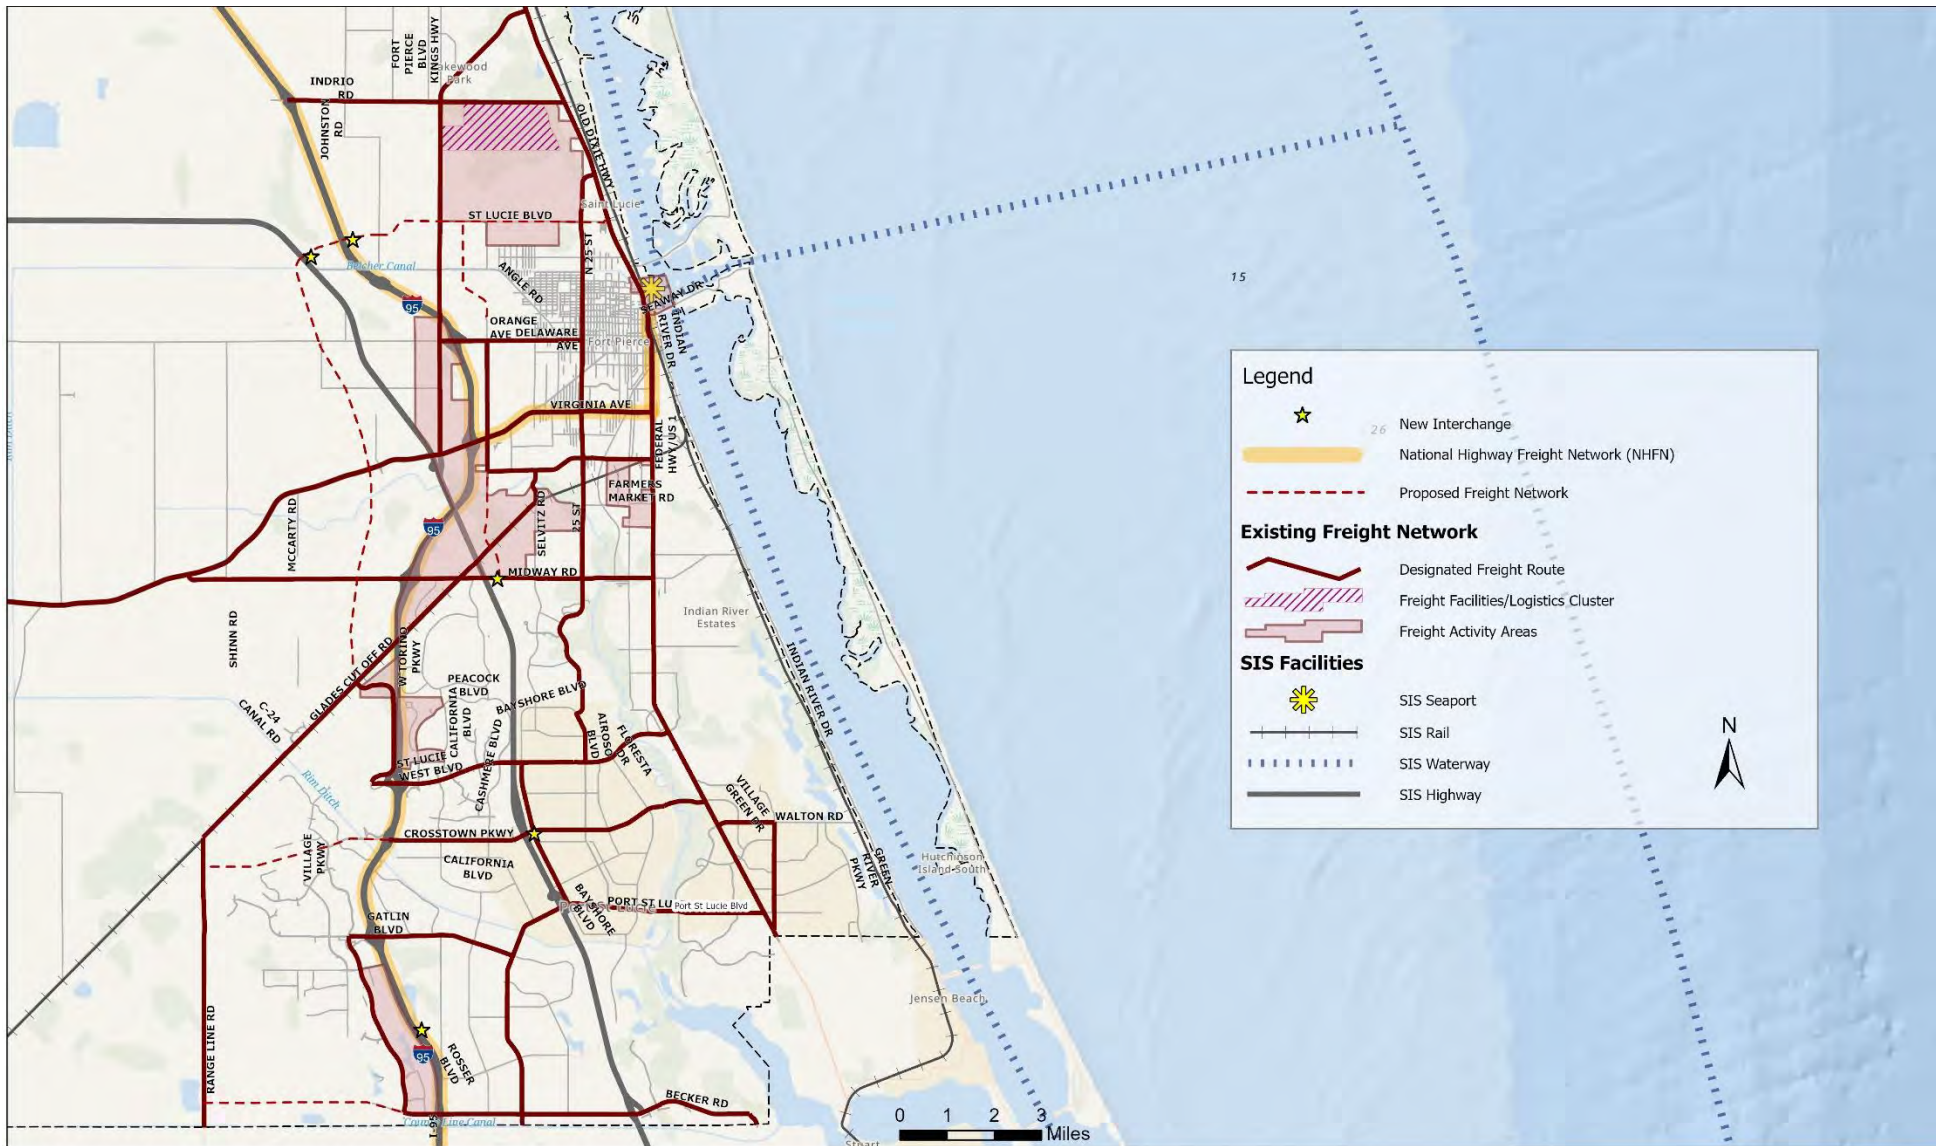 FORT
PIERCE
BLVD
KINGS HWY
Lakewood
Park
INDRIO
RD
JOHNSTON
RD
OLD DIXIE HWY
Saint Lucie
ST LUCIE BLVD
N 25 ST
Belcher Canal
ANGLE RD
95
SEAWAY DR
INDIAN
RIVER DR
ORANGE
AVE DELAWARE
AVE
Fort Pierce
15
VIRGINIA AVE
FEDERAL
HWY/US 1
26
FARMERS
MARKET RD
MCCARTY RD
95
SELVITZ RD
25 ST
MIDWAY RD
Indian River
Estates
SHINN RD
W TORINO
PKWY
GLADES CUT OFF RD
C-24
CANAL RD
PEACOCK
BLVD
CALIFORNIA
BLVD
BAYSHORE BLVD
CASHMERE BLVD
AIROSO
BLVD
FLORESTA
DR
INDIAN RIVER DR
ST LUCIE
WEST BLVD
Rim Ditch
VILLAGE
GREEN DR
WALTON RD
CROSSTOWN PKWY
VILLAGE
PKWY
CALIFORNIA
BLVD
GREEN
RIVER
PKWY
Hutchinson
Island South
BAYSHORE
BLVD
PORT ST LU
Port St Lucie Blvd
Port St Lucie
GATLIN
BLVD
Jensen Beach
RANGE LINE RD
95
ROSSER
BLVD
BECKER RD
I-95
Stuart
0 1 2 3
Miles
Legend
New Interchange
National Highway Freight Network (NHFN)
Proposed Freight Network
Existing Freight Network
Designated Freight Route
Freight Facilities/Logistics Cluster
Freight Activity Areas
SIS Facilities
SIS Seaport
SIS Rail
SIS Waterway
SIS Highway
N